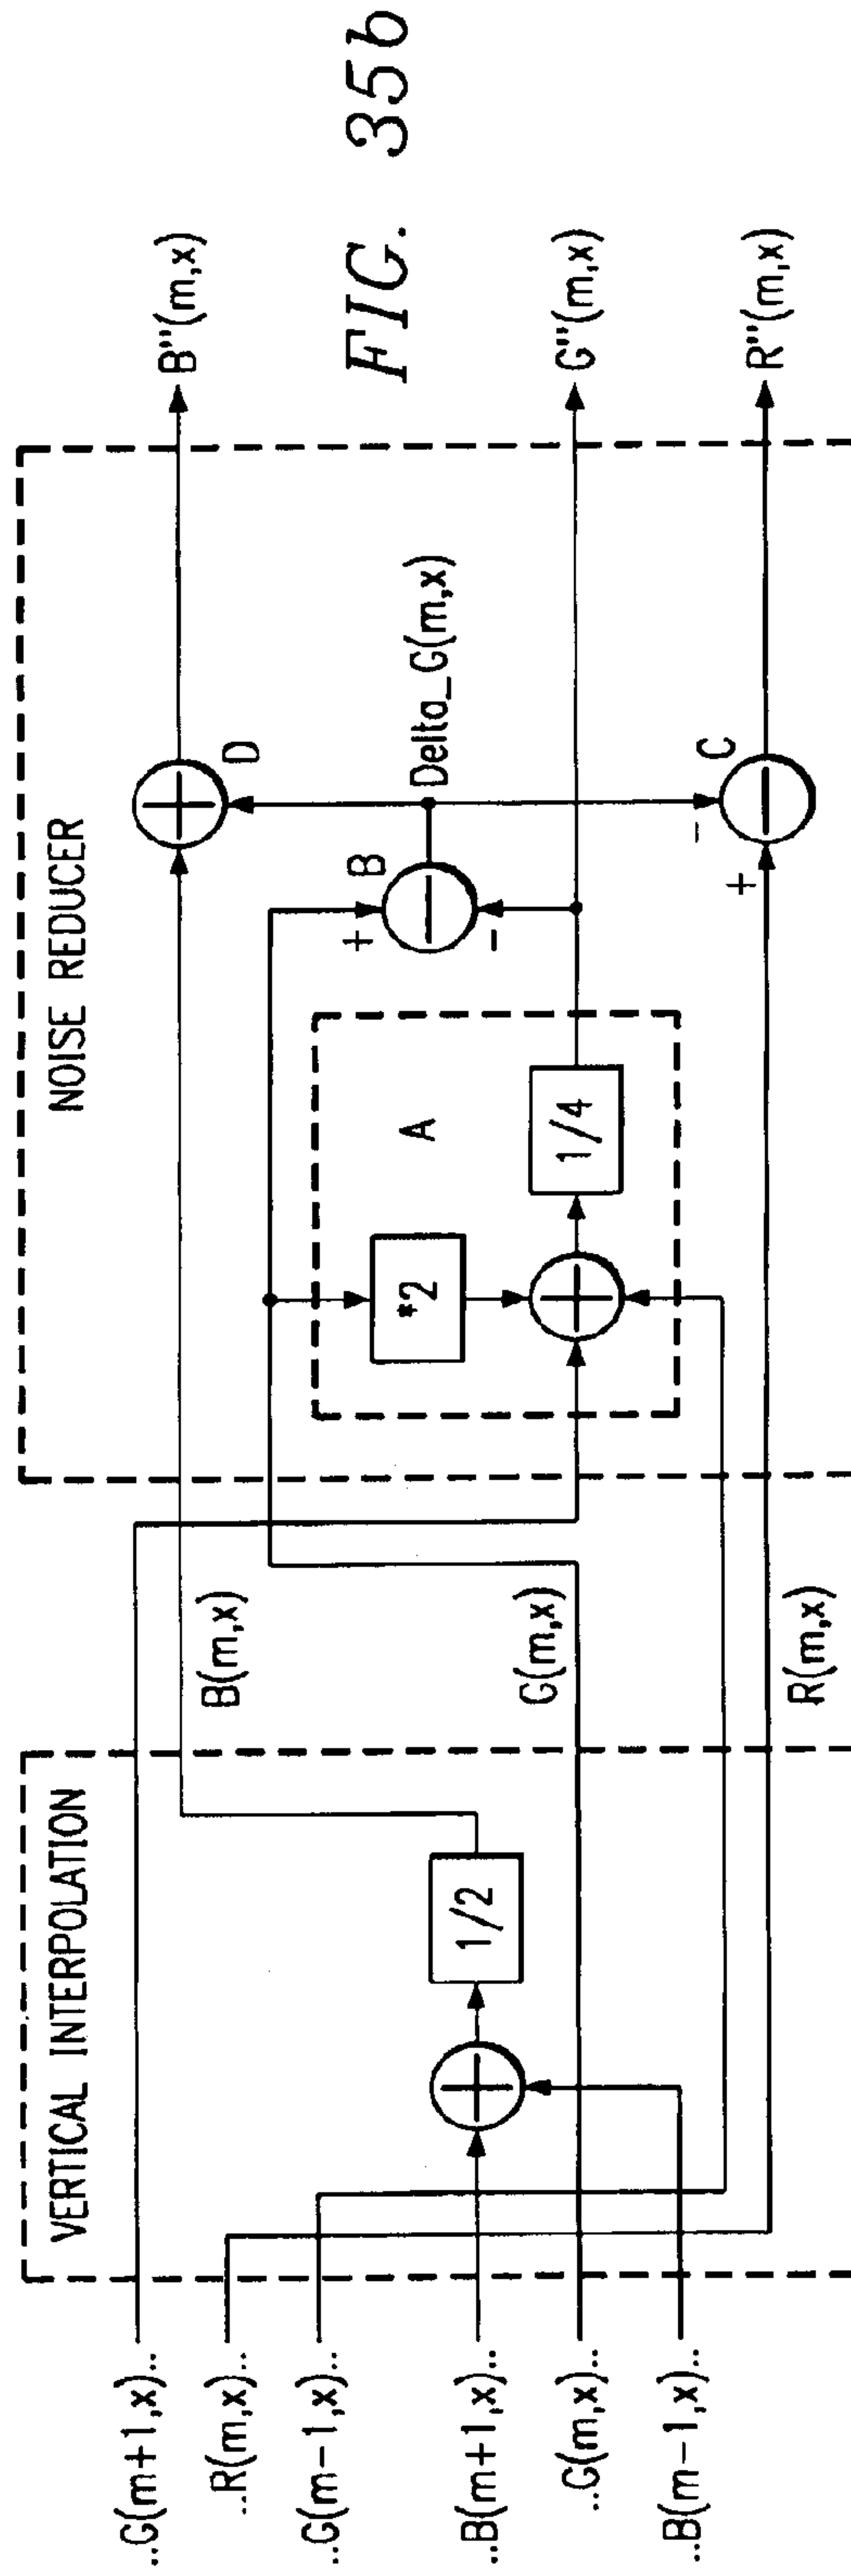 FIG. 35b
VERTICAL INTERPOLATION
NOISE REDUCER
..G(m+1,x)..
..R(m,x)..
..G(m-1,x)..
..B(m+1,x)..
..G(m,x)..
..B(m-1,x)..
1/2
B(m,x)
G(m,x)
R(m,x)
*2
A
1/4
+
B
-
Delta_G(m,x)
D
+
-
C
B"(m,x)
G"(m,x)
R"(m,x)